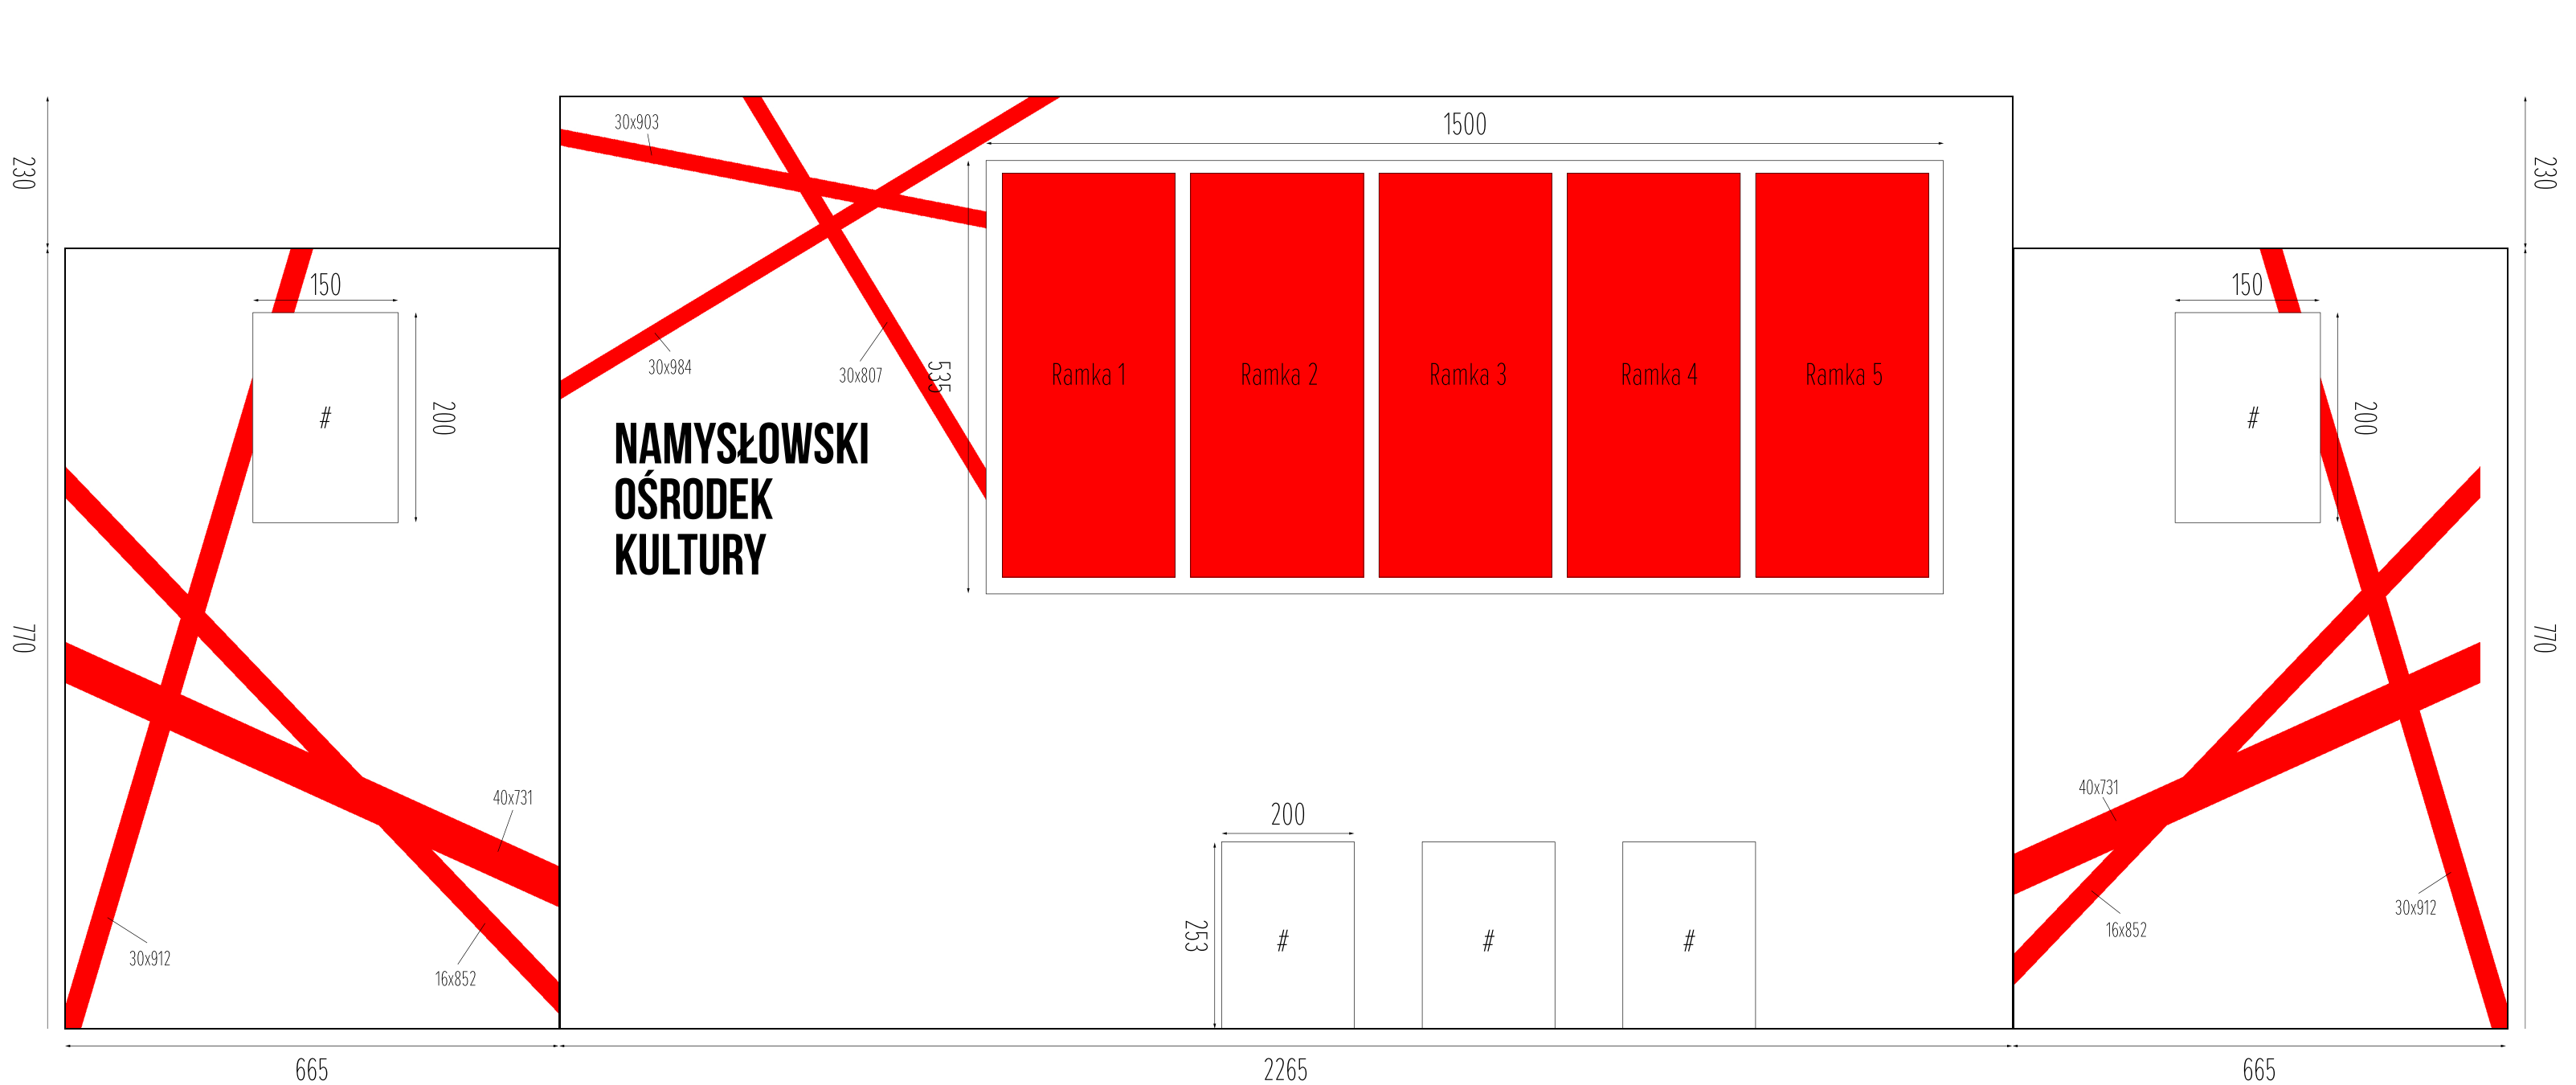 30x903
1500
230
230
150
150
Ramka 1
Ramka 2
Ramka 3
Ramka 4
Ramka 5
30x984
30x807
535
#
200
#
200
NAMYSŁOWSKI
OŚRODEK
KULTURY
770
770
40x731
200
40x731
253
#
#
#
30x912
16x852
16x852
30x912
665
2265
665